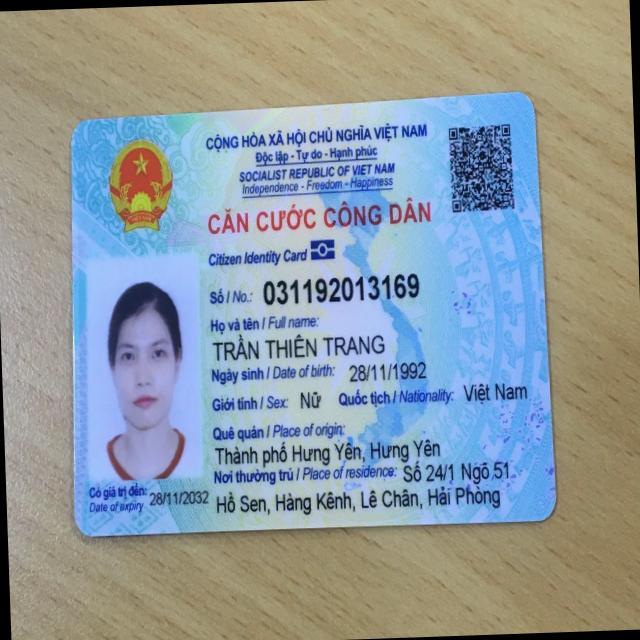 CỘNG HÒA XÃ HỘI CHỦ NGHĨA VIỆT NAM
Độc lập - Tự do - Hạnh phúc
SOCIALIST REPUBLIC OF VIET NAM
Independence - Freedom - Happiness
CĂN CƯỚC CÔNG DÂN
Citizen Identity Card
Số / No.: 031192013169
Họ và tên / Full name:
TRẦN THIÊN TRANG
Ngày sinh / Date of birth: 28/11/1992
Giới tính / Sex: Nữ Quốc tịch / Nationality: Việt Nam
Quê quán / Place of origin:
Thành phố Hưng Yên, Hưng Yên
Nơi thường trú / Place of residence: Số 24/1 Ngõ 51
Hồ Sen, Hàng Kênh, Lê Chân, Hải Phòng
Có giá trị đến: 28/11/2032
Date of expiry